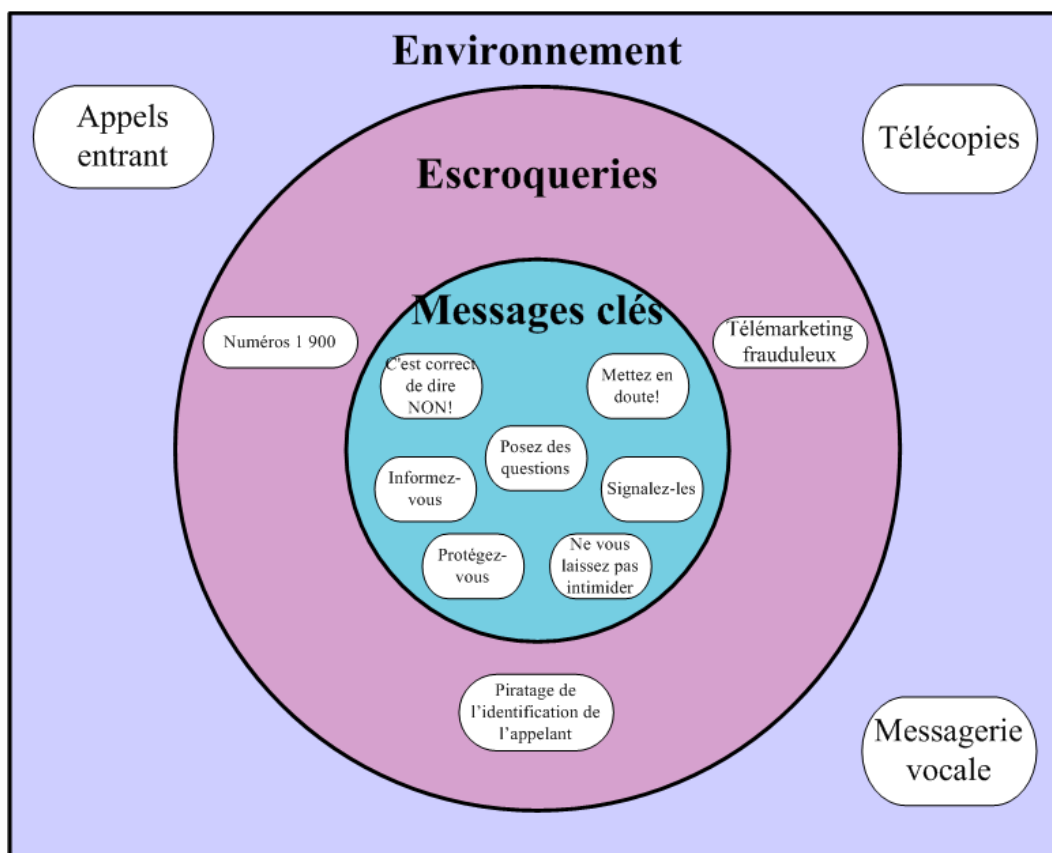 Environnement
Appels
entrant
Télécopies
Escroqueries
Messages clés
Numéros 1 900
Télémarketing
frauduleux
C'est correct
de dire
NON!
Mettez en
doute!
Posez des
questions
Informez-
vous
Signalez-les
Protégez-
vous
Ne vous
laissez pas
intimider
Piratage de
l’identification de
l’appelant
Messagerie
vocale